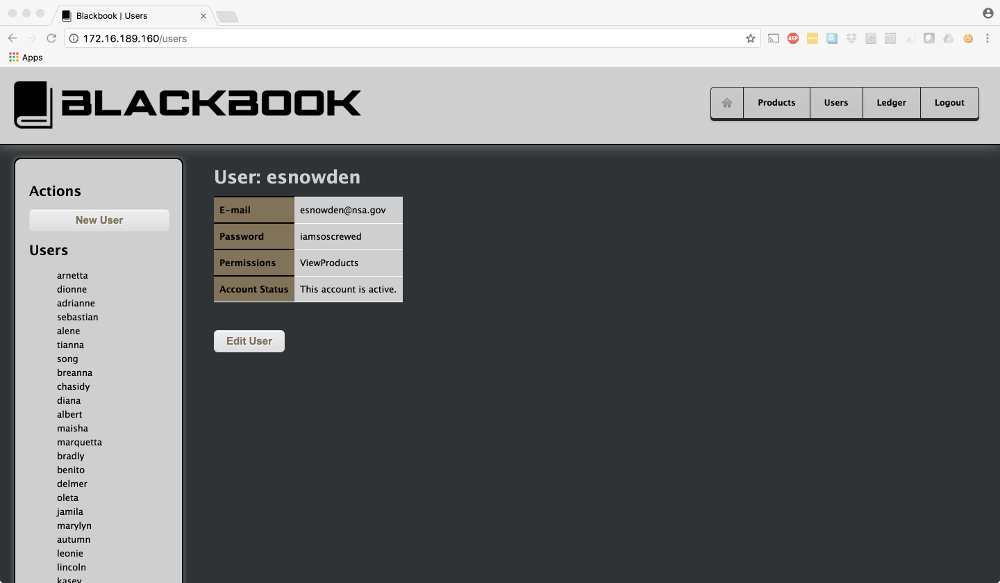 Blackbook | Users
172.16.189.160/users
Apps
BLACKBOOK
Products
Users
Ledger
Logout
Actions
New User
Users
arnetta
dionne
adrianne
sebastian
alene
tianna
song
breanna
chasidy
diana
albert
maisha
marquetta
bradly
benito
delmer
oleta
jamila
marylyn
autumn
leonie
lincoln
kasey
User: esnowden
E-mail esnowden@nsa.gov
Password iamsoscrewed
Permissions ViewProducts
Account Status This account is active.
Edit User